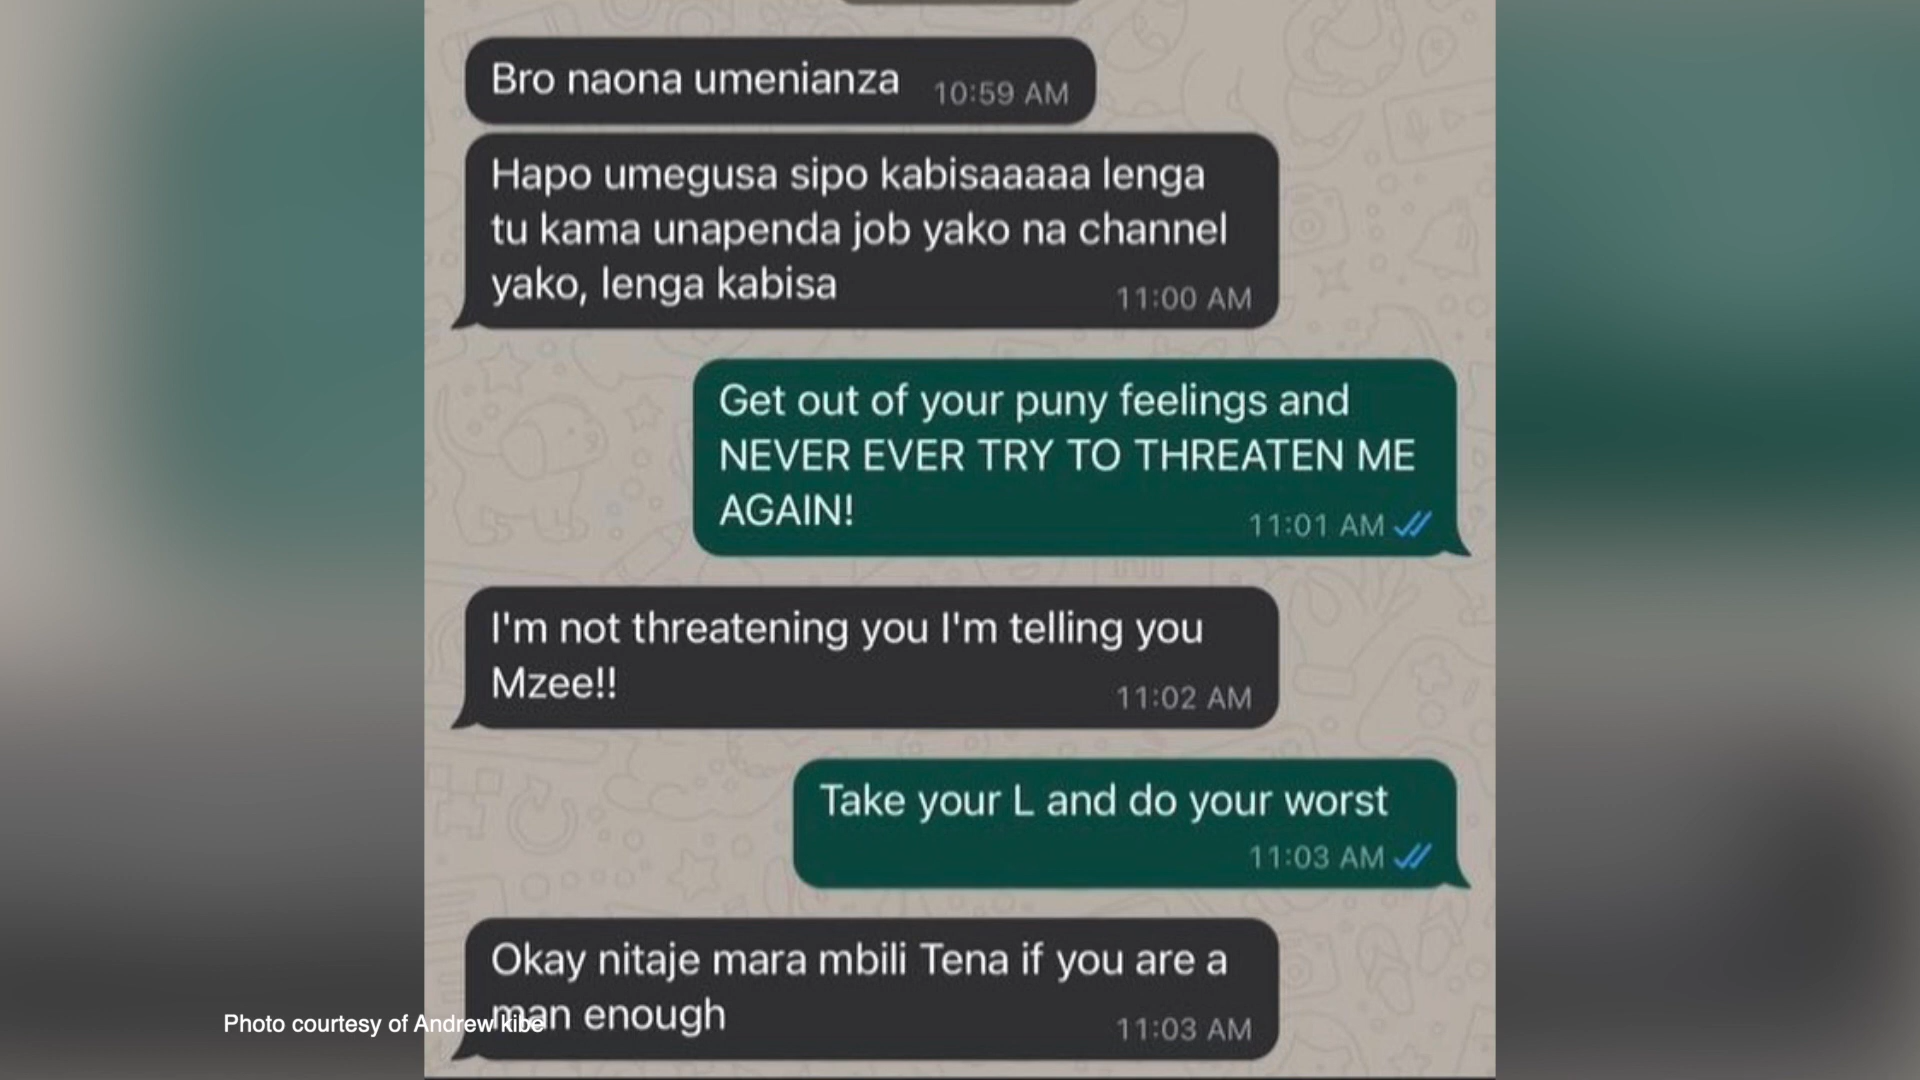 Bro naona umenianza
10:59 AM
Hapo umegusa sipo kabisaaaaa lenga
tu kama unapenda job yako na channel
yako, lenga kabisa
11:00 AM
Get out of your puny feelings and
NEVER EVER TRY TO THREATEN ME
AGAIN!
11:01 AM
I'm not threatening you I'm telling you
Mzee!!
11:02 AM
Take your L and do your worst
11:03 AM
Okay nitaje mara mbili Tena if you are a
man enough
11:03 AM
Photo courtesy of Andrew kibe